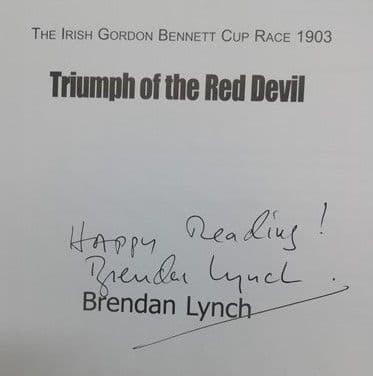 THE IRISH GORDON BENNETT CUP RACE 1903
Triumph of the Red Devil
HAPPY Reading!
Brendan Lynch.
Brendan Lynch